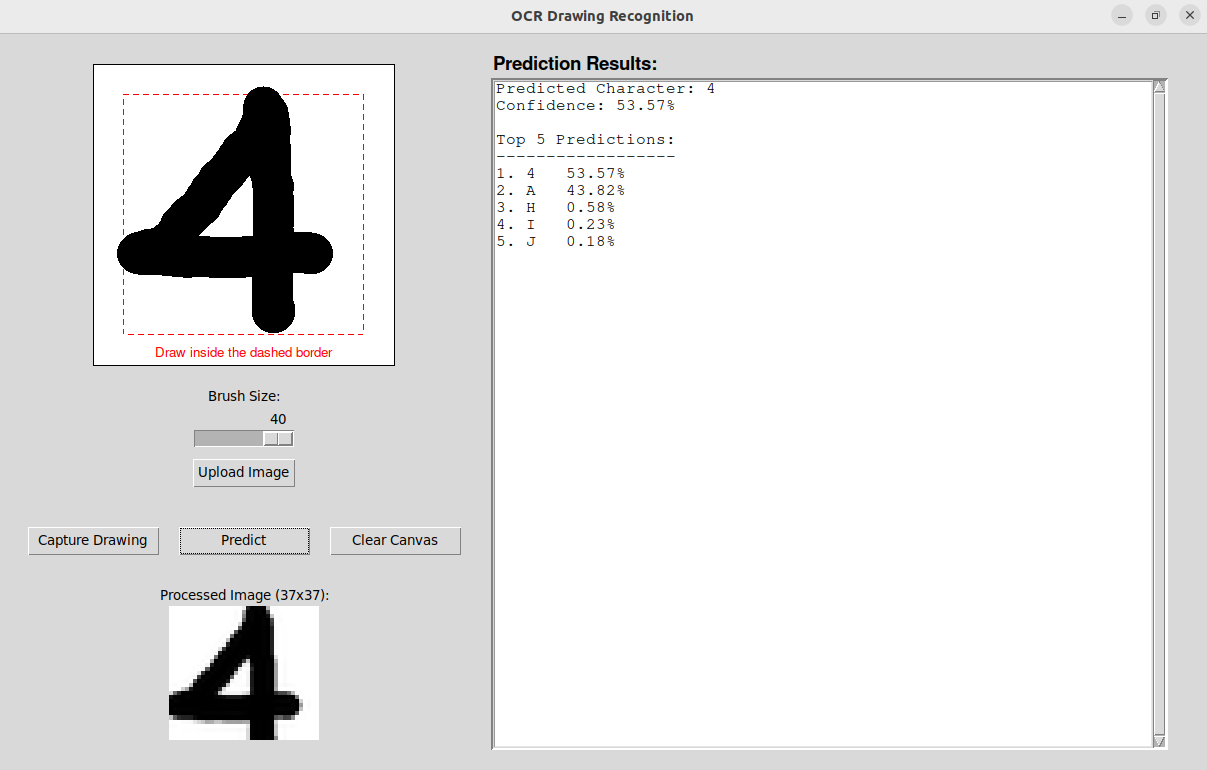 OCR Drawing Recognition
4
Draw inside the dashed border
Brush Size:
40
Upload Image
Capture Drawing
Predict
Clear Canvas
Processed Image (37x37):
4
Prediction Results:
Predicted Character: 4
Confidence: 53.57%
Top 5 Predictions:
------------------
1. 4   53.57%
2. A   43.82%
3. H   0.58%
4. I   0.23%
5. J   0.18%